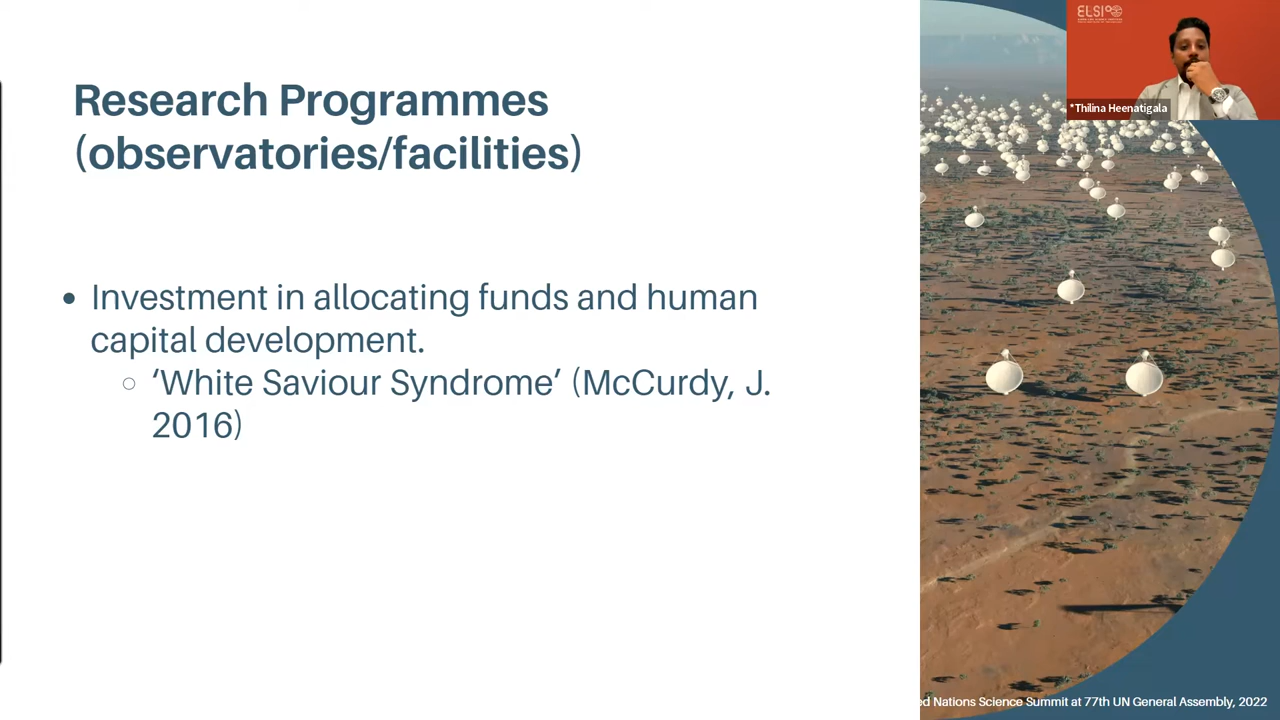 Research Programmes
(observatories/facilities)
• Investment in allocating funds and human
capital development.
○ ‘White Saviour Syndrome’ (McCurdy, J.
2016)
ELSI
*Thilina Heenatigala
Nations Science Summit at 77th UN General Assembly, 2022